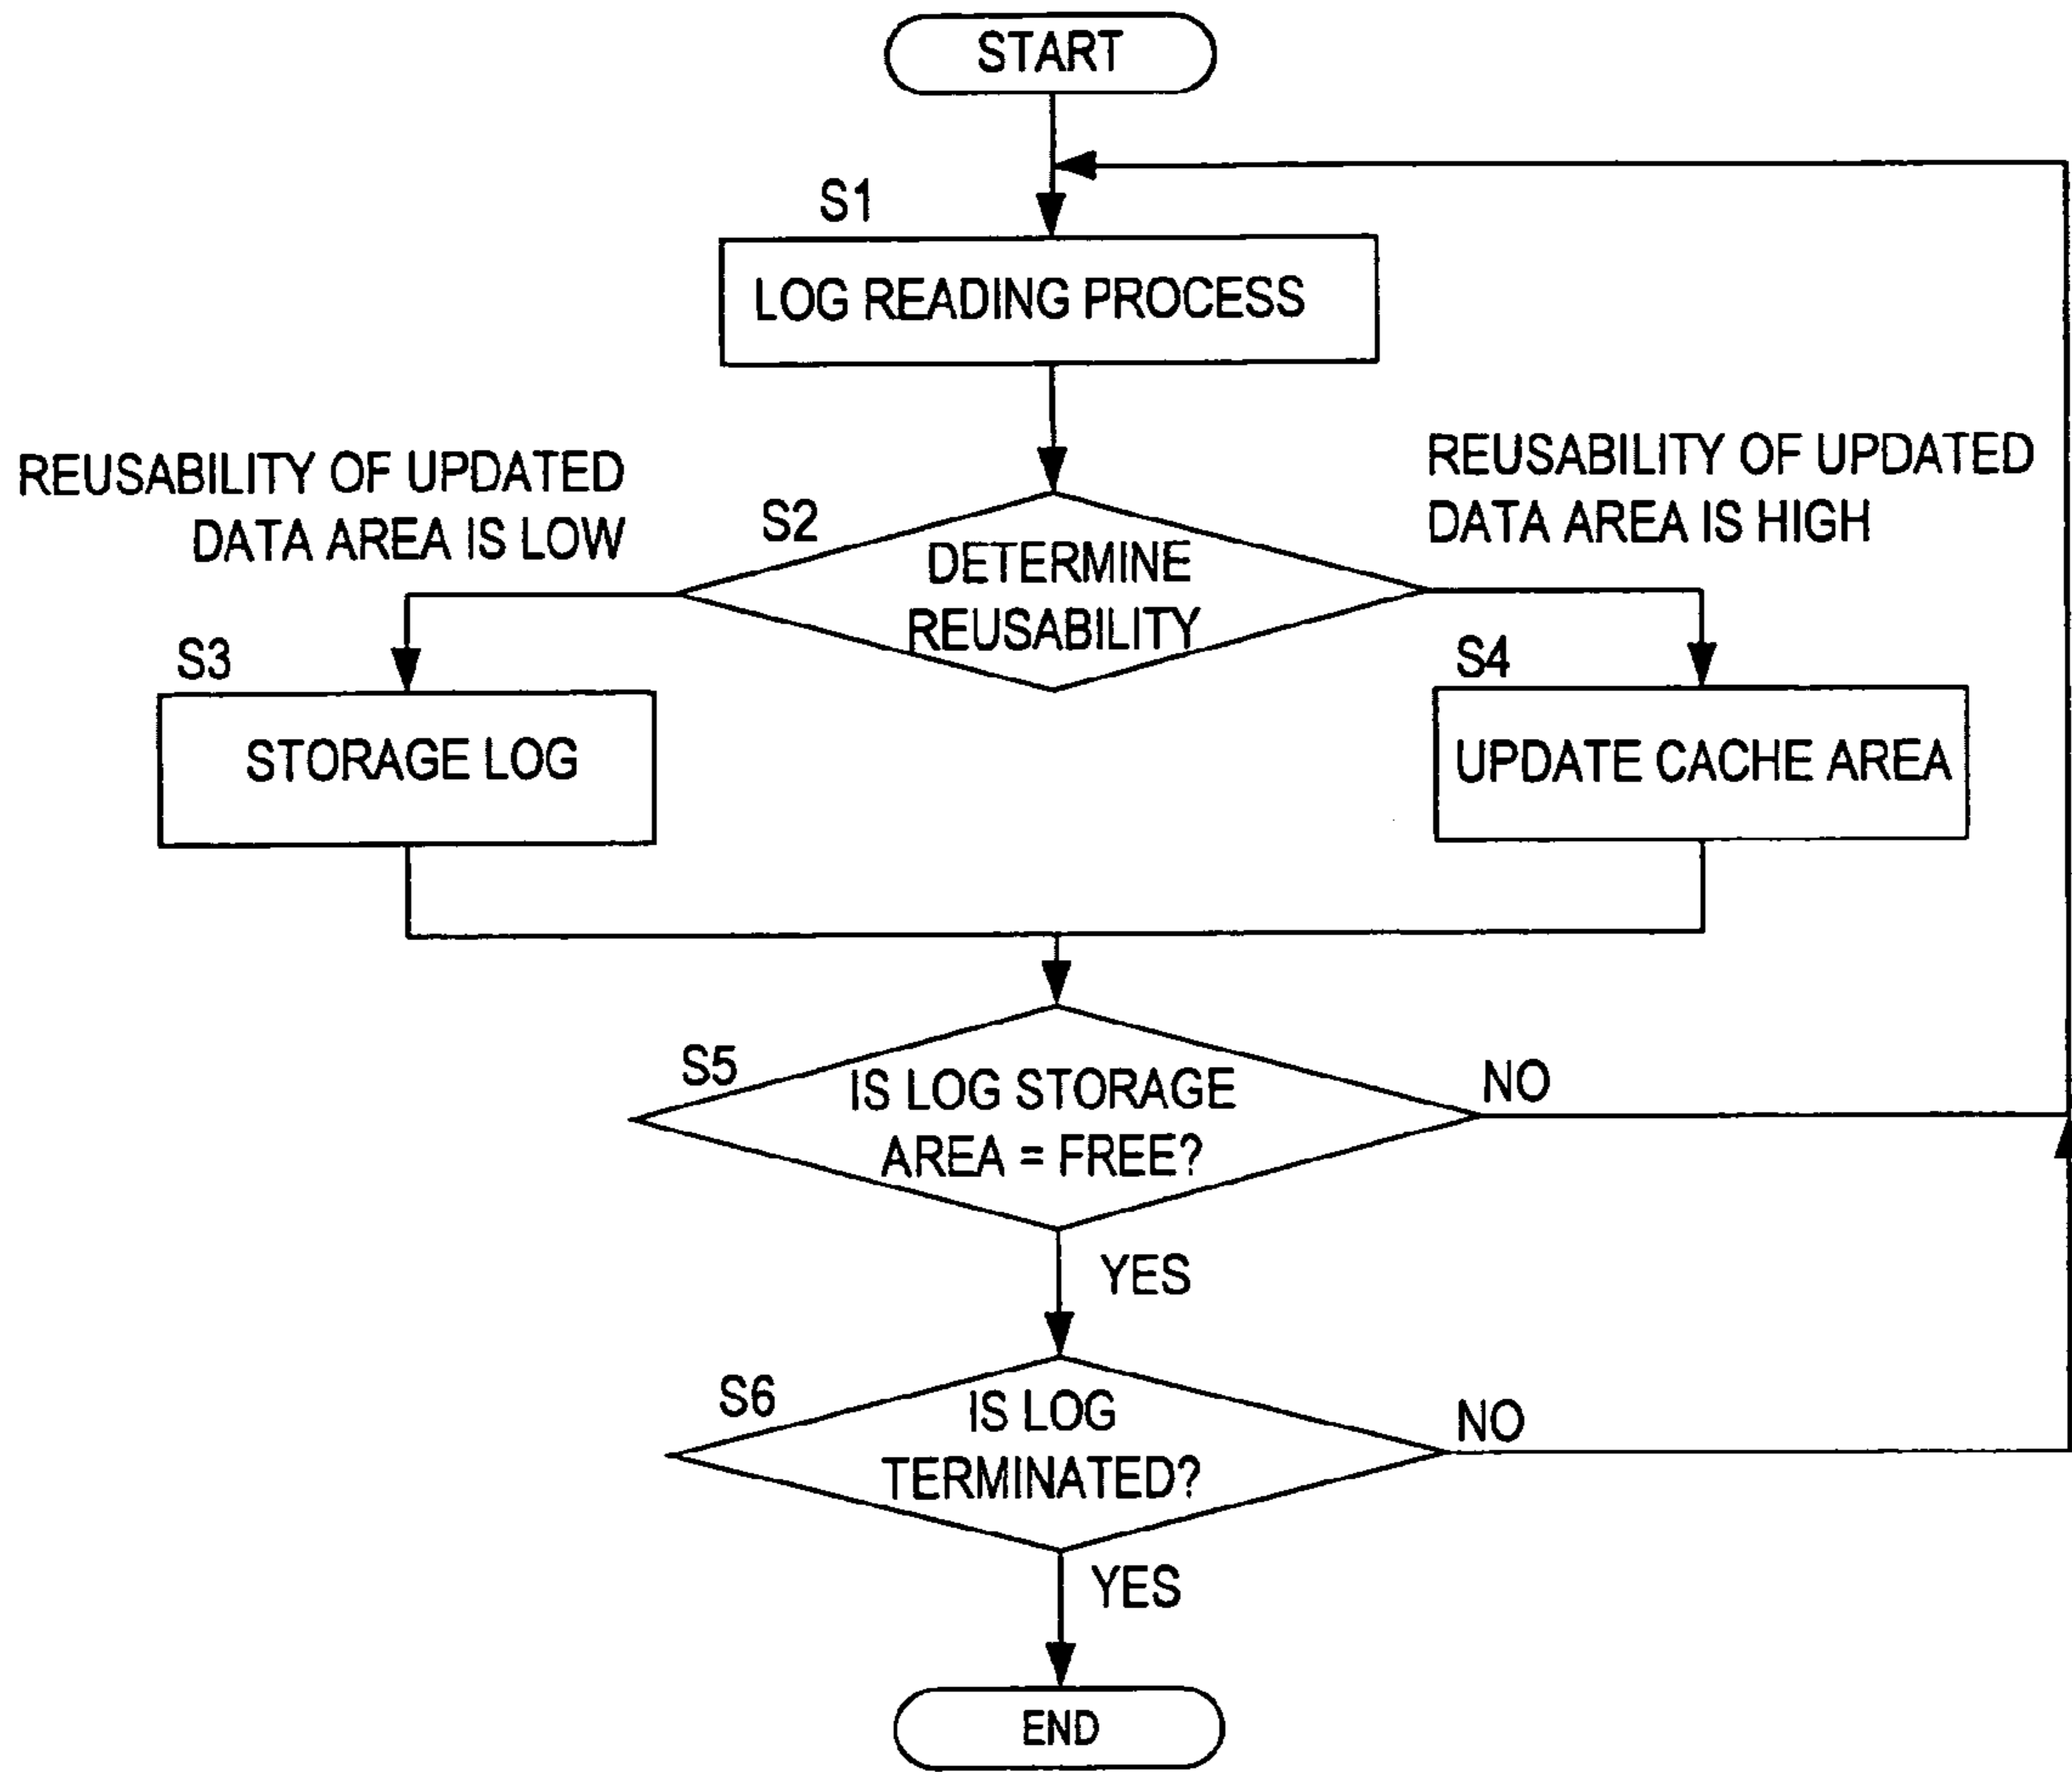 START
S1
LOG READING PROCESS
REUSABILITY OF UPDATED
DATA AREA IS LOW
S2
DETERMINE
REUSABILITY
REUSABILITY OF UPDATED
DATA AREA IS HIGH
S3
STORAGE LOG
S4
UPDATE CACHE AREA
S5
IS LOG STORAGE
AREA = FREE?
NO
YES
S6
IS LOG
TERMINATED?
NO
YES
END